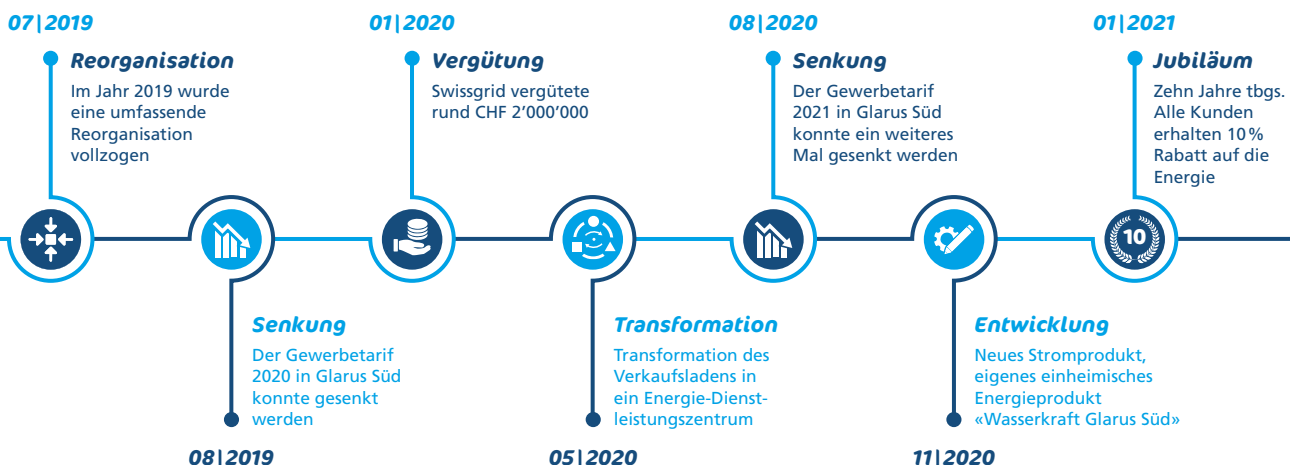 07|2019
Reorganisation
Im Jahr 2019 wurde
eine umfassende
Reorganisation
vollzogen
Senkung
Der Gewerbetarif
2020 in Glarus Süd
konnte gesenkt
werden
08|2019
01|2020
Vergütung
Swissgrid vergütete
rund CHF 2’000’000
Transformation
Transformation des
Verkaufsladens in
ein Energie-Dienst-
leistungszentrum
05|2020
08|2020
Senkung
Der Gewerbetarif
2021 in Glarus Süd
konnte ein weiteres
Mal gesenkt werden
Entwicklung
Neues Stromprodukt,
eigenes einheimisches
Energieprodukt
«Wasserkraft Glarus Süd»
11|2020
01|2021
Jubiläum
Zehn Jahre tbgs.
Alle Kunden
erhalten 10 %
Rabatt auf die
Energie
10